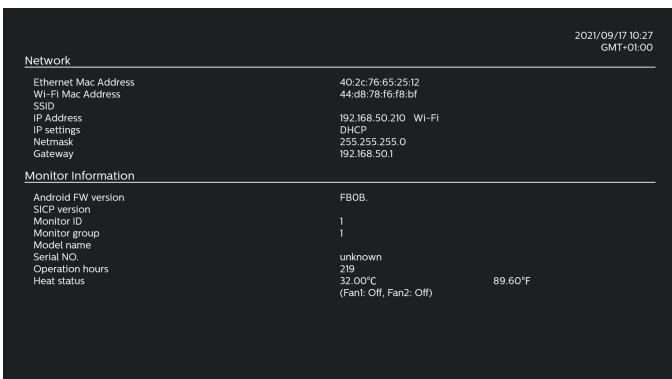 2021/09/17 10:27
GMT+01:00
Network
Ethernet Mac Address 40:2c:76:65:25:12
Wi-Fi Mac Address 44:d8:78:f6:f8:bf
SSID
IP Address 192.168.50.210 Wi-Fi
IP settings DHCP
Netmask 255.255.255.0
Gateway 192.168.50.1
Monitor Information
Android FW version FB0B.
SICP version
Monitor ID 1
Monitor group 1
Model name
Serial NO. unknown
Operation hours 219
Heat status 32.00°C 89.60°F
(Fan1: Off, Fan2: Off)